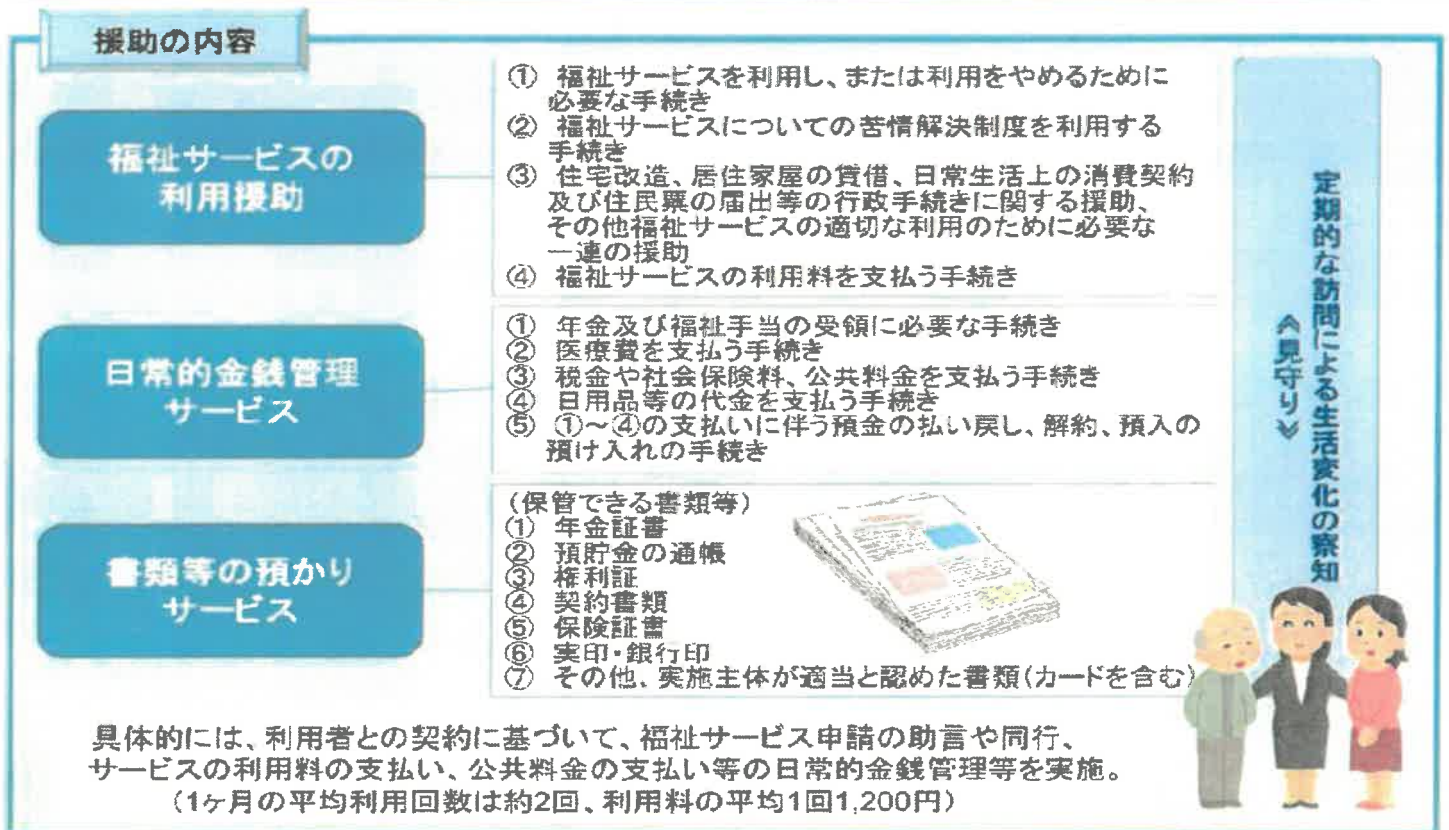 援助の内容
福祉サービスの
利用援助
① 福祉サービスを利用し、または利用をやめるために
必要な手続き
② 福祉サービスについての苦情解決制度を利用する
手続き
③ 住宅改造、居住家屋の賃借、日常生活上の消費契約
及び住民票の届出等の行政手続きに関する援助、
その他福祉サービスの適切な利用のために必要な
一連の援助
④ 福祉サービスの利用料を支払う手続き
日常的金銭管理
サービス
① 年金及び福祉手当の受領に必要な手続き
② 医療費を支払う手続き
③ 税金や社会保険料、公共料金を支払う手続き
④ 日用品等の代金を支払う手続き
⑤ ①~④の支払いに伴う預金の払い戻し、解約、預入の
預け入れの手続き
書類等の預かり
サービス
(保管できる書類等)
① 年金証書
② 預貯金の通帳
③ 権利証
④ 契約書類
⑤ 保険証書
⑥ 実印・銀行印
⑦ その他、実施主体が適当と認めた書類(カードを含む)
定期的な訪問による生活変化の察知
≪見守り≫
具体的には、利用者との契約に基づいて、福祉サービス申請の助言や同行、
サービスの利用料の支払い、公共料金の支払い等の日常的金銭管理等を実施。
(1ヶ月の平均利用回数は約2回、利用料の平均1回1,200円)